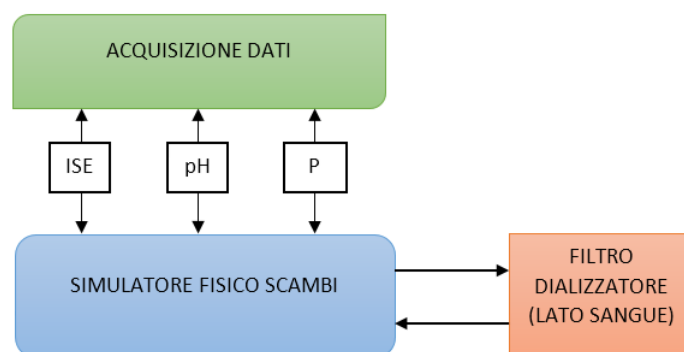 ACQUISIZIONE DATI
ISE
pH
P
SIMULATORE FISICO SCAMBI
FILTRO
DIALIZZATORE
(LATO SANGUE)